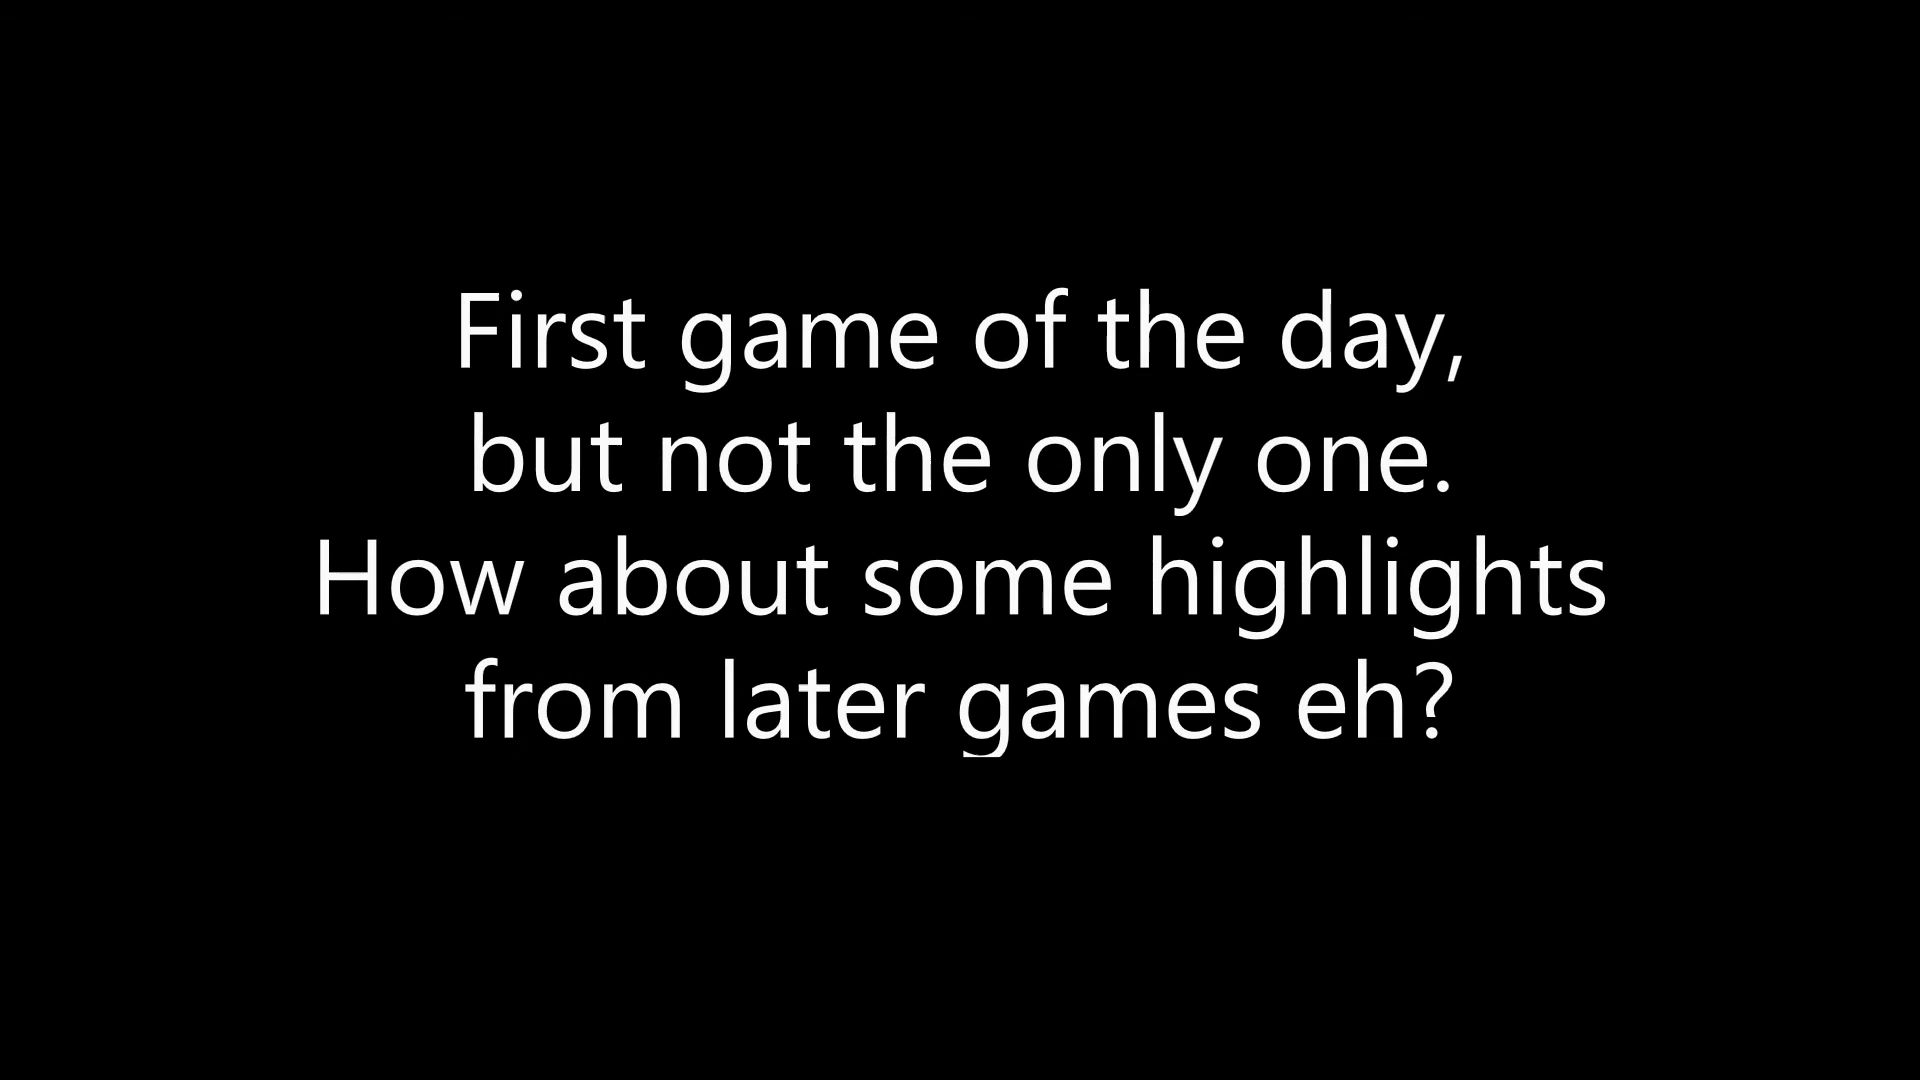 First game of the day,
but not the only one.
How about some highlights
from later games eh?